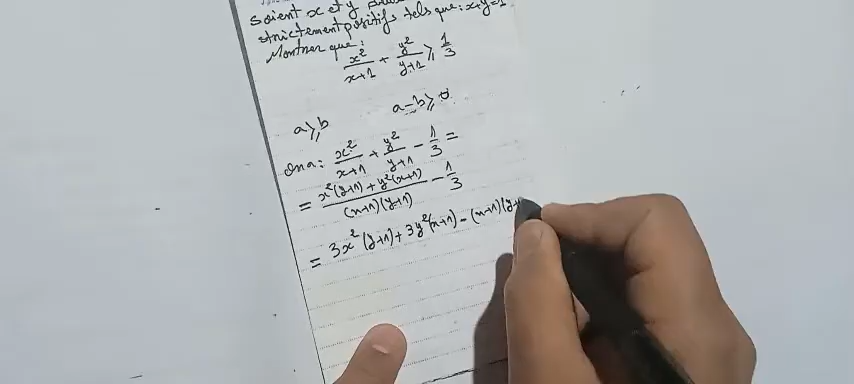 soient x et y
strictement positifs tels que: x+y=1
Montrer que:
x²/(x+1) + y²/(y+1) ≥ 1/3
a-b ≥ 0
a ≥ b
On a: x²/(x+1) + y²/(y+1) - 1/3 =
= (x²(y+1) + y²(x+1))/((x+1)(y+1)) - 1/3
= 3x²(y+1) + 3y²(x+1) - (x+1)(y+